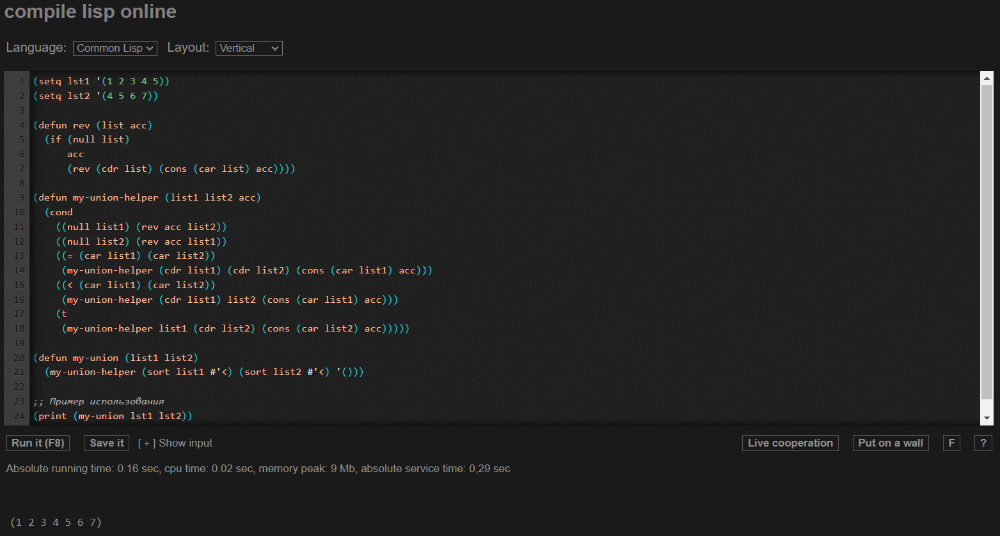 compile lisp online
Language: Common Lisp Layout: Vertical
1 (setq lst1 '(1 2 3 4 5))
2 (setq lst2 '(4 5 6 7))
3
4 (defun rev (list acc)
5   (if (null list)
6       acc
7       (rev (cdr list) (cons (car list) acc))))
8
9 (defun my-union-helper (list1 list2 acc)
10   (cond
11     ((null list1) (rev acc list2))
12     ((null list2) (rev acc list1))
13     ((= (car list1) (car list2))
14      (my-union-helper (cdr list1) (cdr list2) (cons (car list1) acc)))
15     ((< (car list1) (car list2))
16      (my-union-helper (cdr list1) list2 (cons (car list1) acc)))
17     (t
18      (my-union-helper list1 (cdr list2) (cons (car list2) acc)))))
19
20 (defun my-union (list1 list2)
21   (my-union-helper (sort list1 #'<) (sort list2 #'<) '()))
22
23 ;; Пример использования
24 (print (my-union lst1 lst2))
Run it (F8) Save it [ + ] Show input Live cooperation Put on a wall F ?
Absolute running time: 0.16 sec, cpu time: 0.02 sec, memory peak: 9 Mb, absolute service time: 0,29 sec
(1 2 3 4 5 6 7)